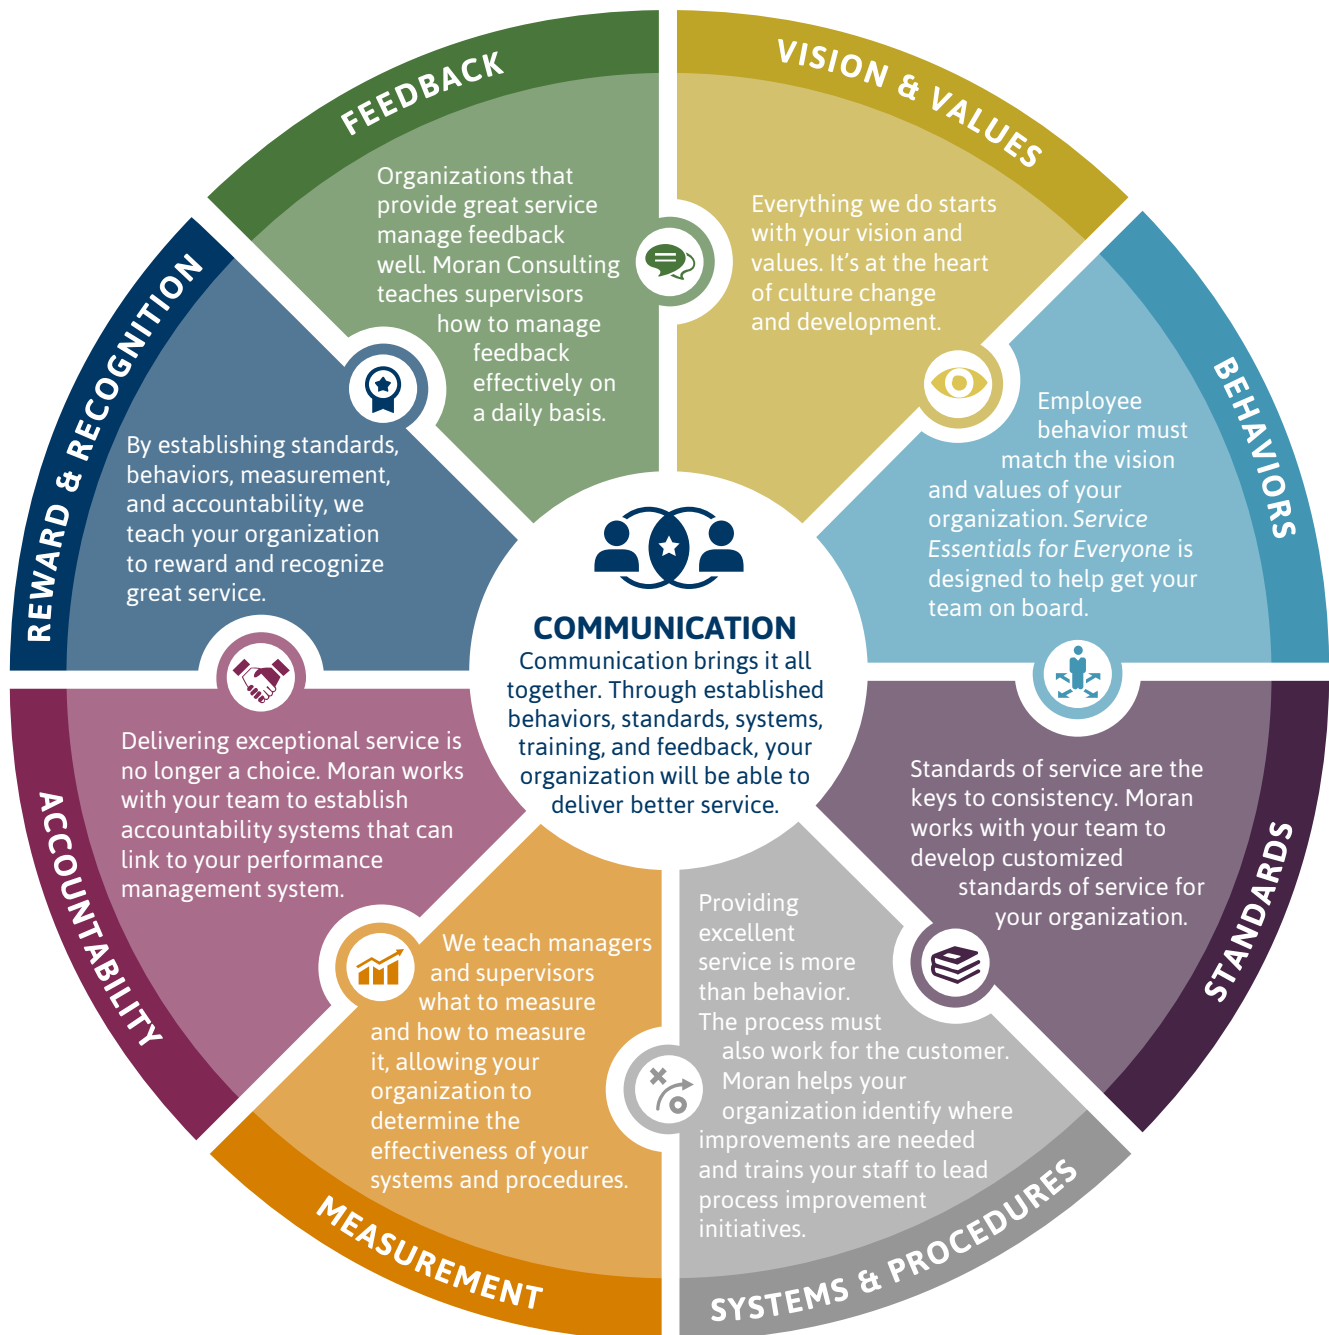 VISION & VALUES
Everything we do starts
with your vision and
values. It's at the heart
of culture change
and development.
BEHAVIORS
Employee
behavior must
match the vision
and values of your
organization. Service
Essentials for Everyone is
designed to help get your
team on board.
STANDARDS
Standards of service are the
keys to consistency. Moran
works with your team to
develop customized
standards of service for
your organization.
SYSTEMS & PROCEDURES
Providing
excellent
service is more
than behavior.
The process must
also work for the customer.
Moran helps your
organization identify where
improvements are needed
and trains your staff to lead
process improvement
initiatives.
MEASUREMENT
We teach managers
and supervisors
what to measure
and how to measure
it, allowing your
organization to
determine the
effectiveness of your
systems and procedures.
ACCOUNTABILITY
Delivering exceptional service is
no longer a choice. Moran works
with your team to establish
accountability systems that can
link to your performance
management system.
REWARD & RECOGNITION
By establishing standards,
behaviors, measurement,
and accountability, we
teach your organization
to reward and recognize
great service.
FEEDBACK
Organizations that
provide great service
manage feedback
well. Moran Consulting
teaches supervisors
how to manage
feedback
effectively on
a daily basis.
COMMUNICATION
Communication brings it all
together. Through established
behaviors, standards, systems,
training, and feedback, your
organization will be able to
deliver better service.